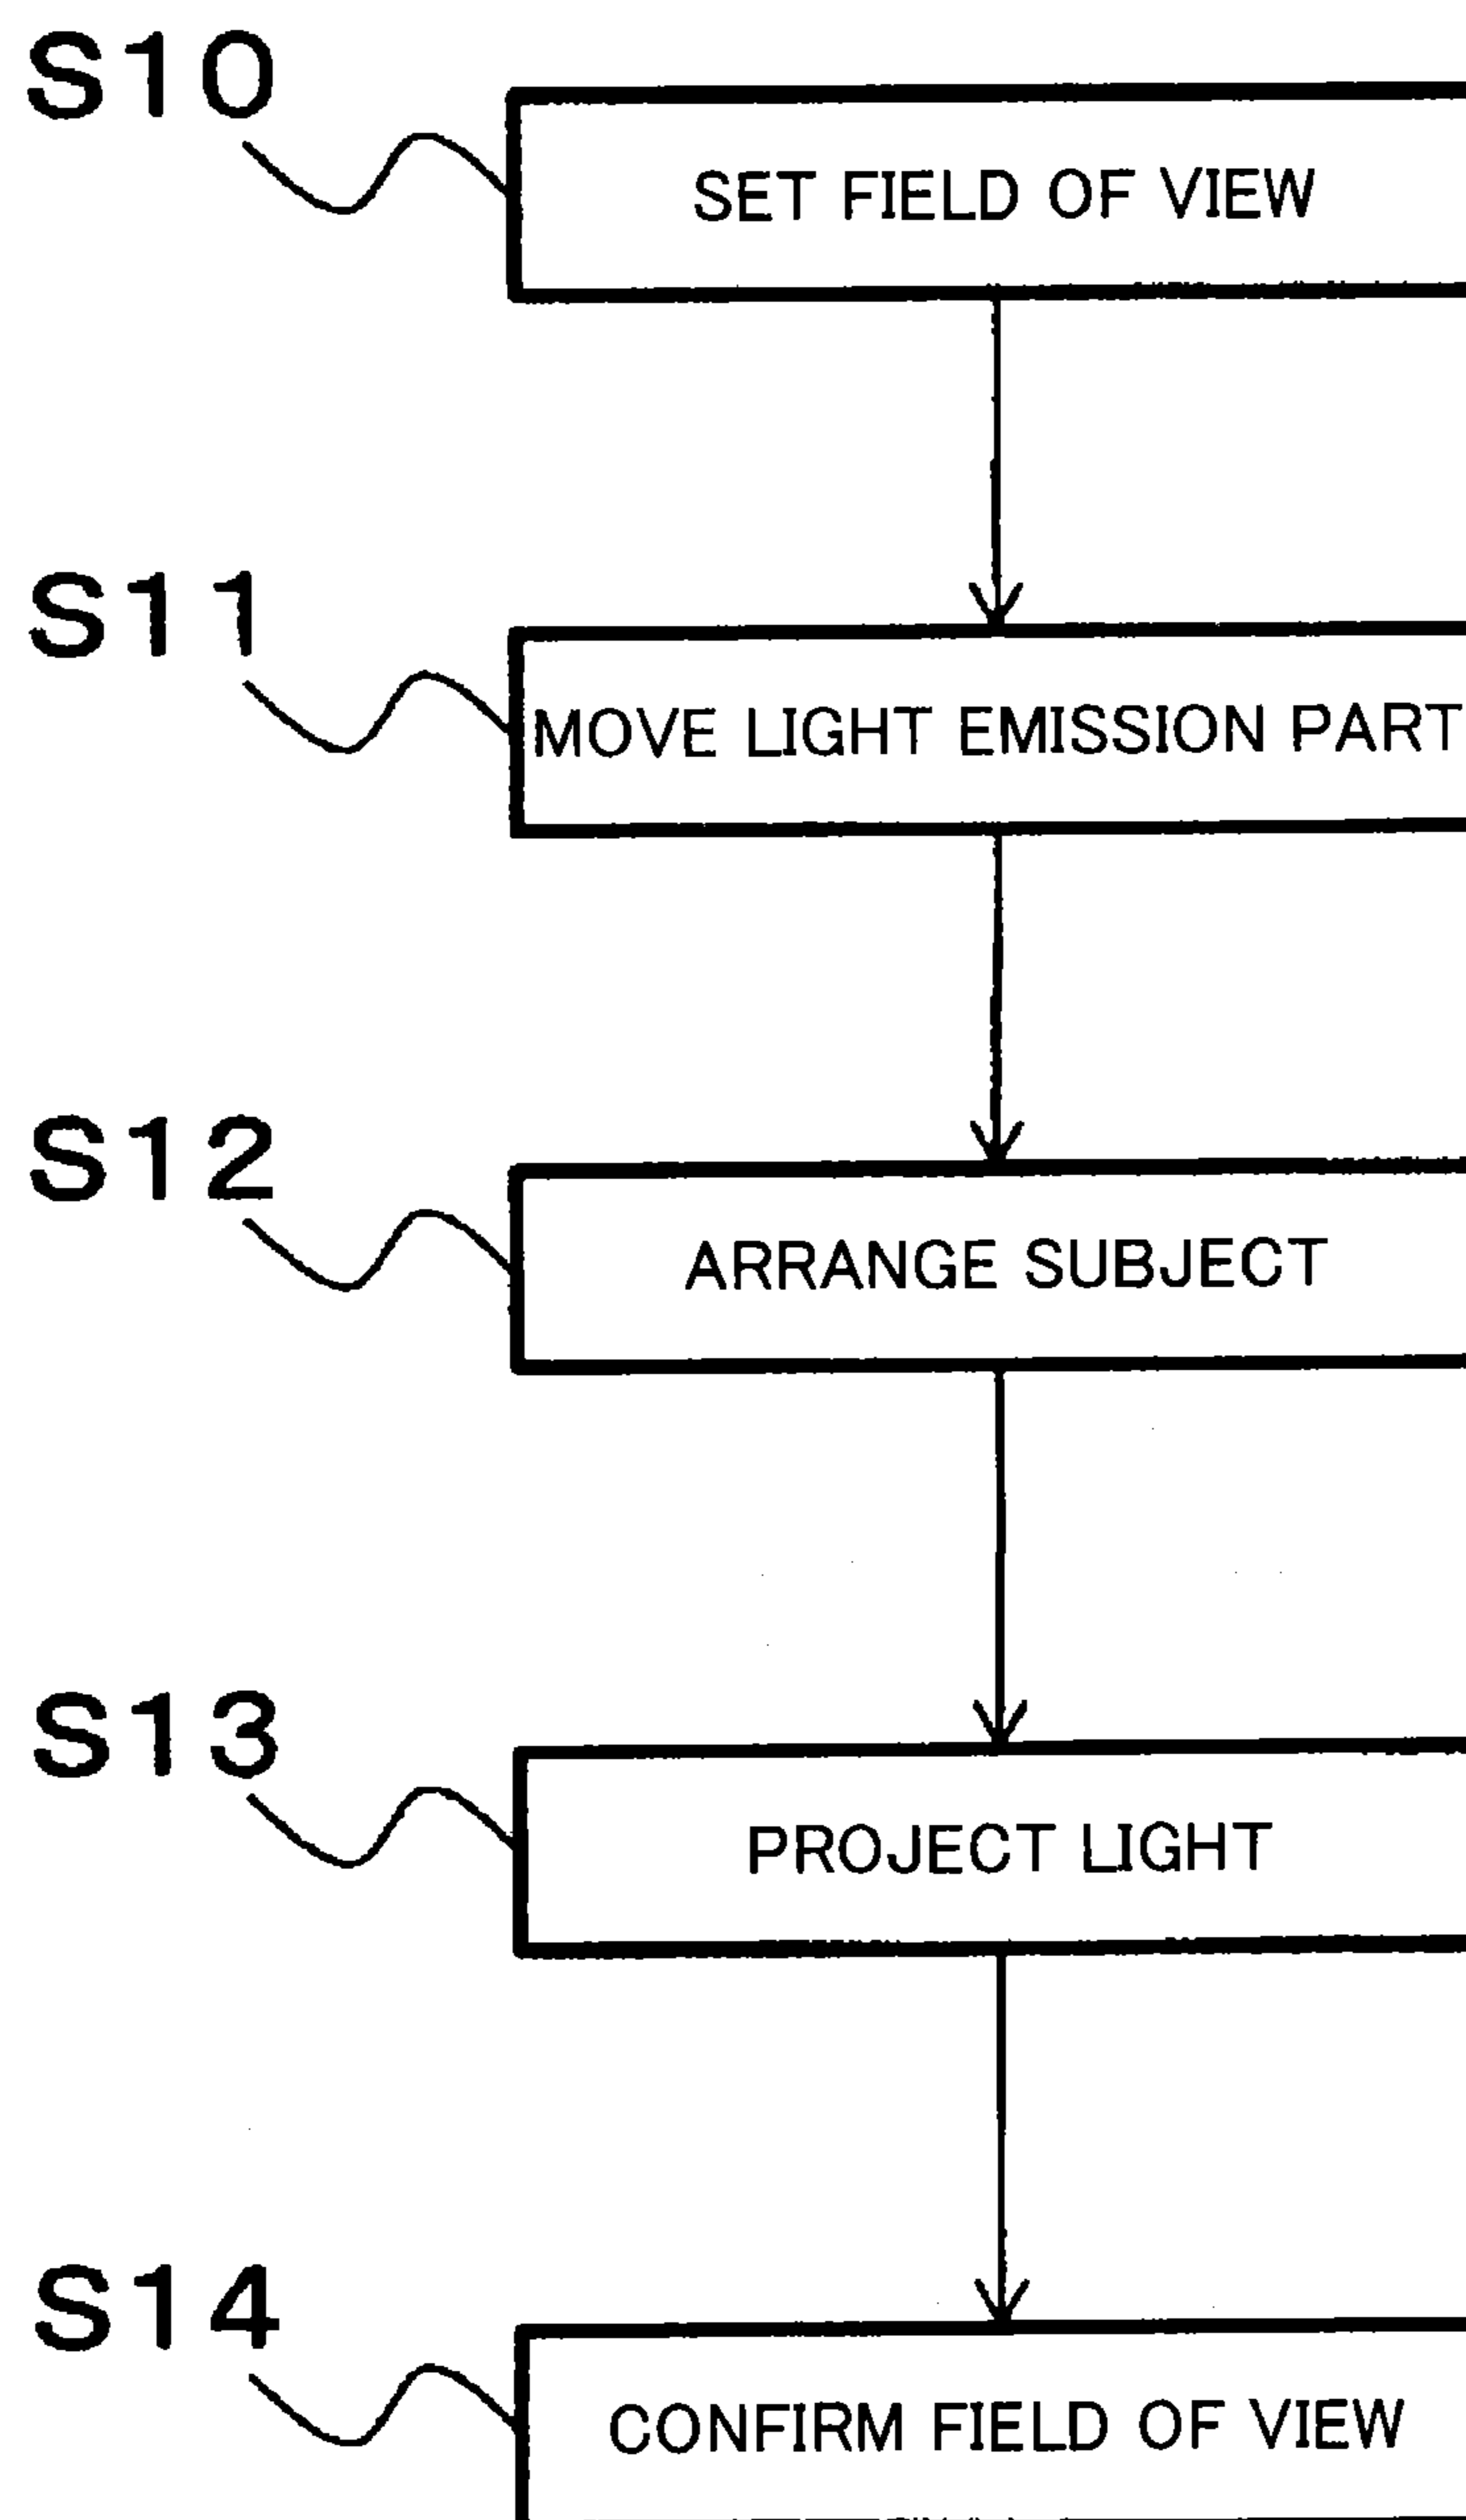 S10
SET FIELD OF VIEW
S11
MOVE LIGHT EMISSION PART
S12
ARRANGE SUBJECT
S13
PROJECT LIGHT
S14
CONFIRM FIELD OF VIEW